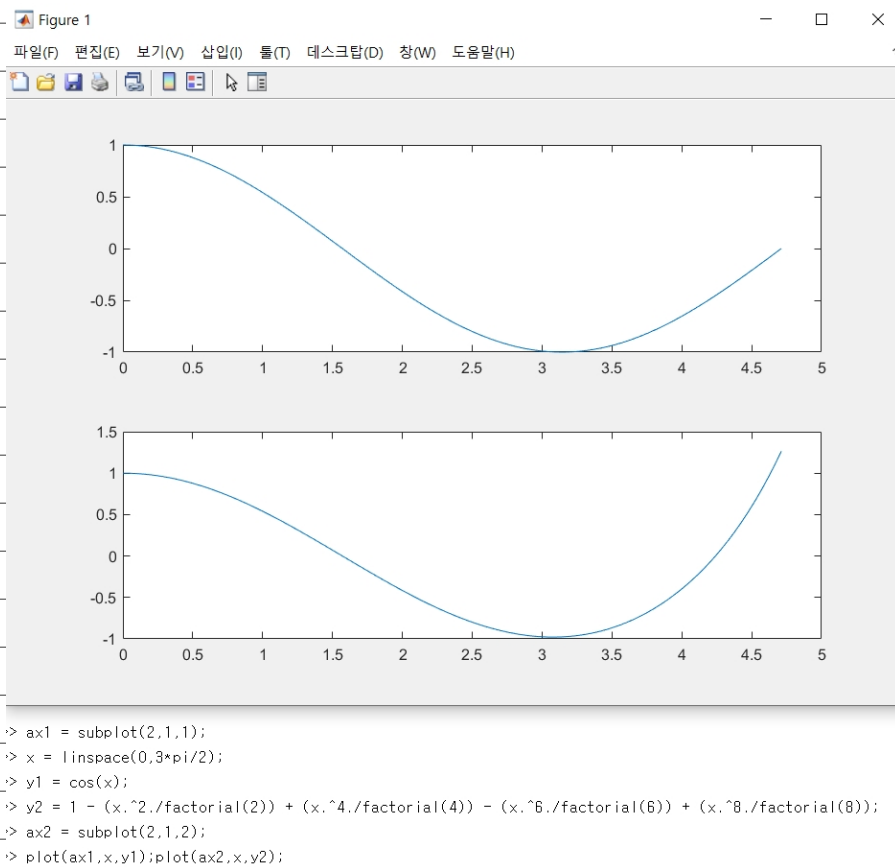 Figure 1
파일(F) 편집(E) 보기(V) 삽입(I) 툴(T) 데스크탑(D) 창(W) 도움말(H)
1
0.5
0
-0.5
-1
0 0.5 1 1.5 2 2.5 3 3.5 4 4.5 5
1.5
1
0.5
0
-0.5
-1
0 0.5 1 1.5 2 2.5 3 3.5 4 4.5 5
>> ax1 = subplot(2,1,1);
>> x = linspace(0,3*pi/2);
>> y1 = cos(x);
>> y2 = 1 - (x.^2./factorial(2)) + (x.^4./factorial(4)) - (x.^6./factorial(6)) + (x.^8./factorial(8));
>> ax2 = subplot(2,1,2);
>> plot(ax1,x,y1);plot(ax2,x,y2);